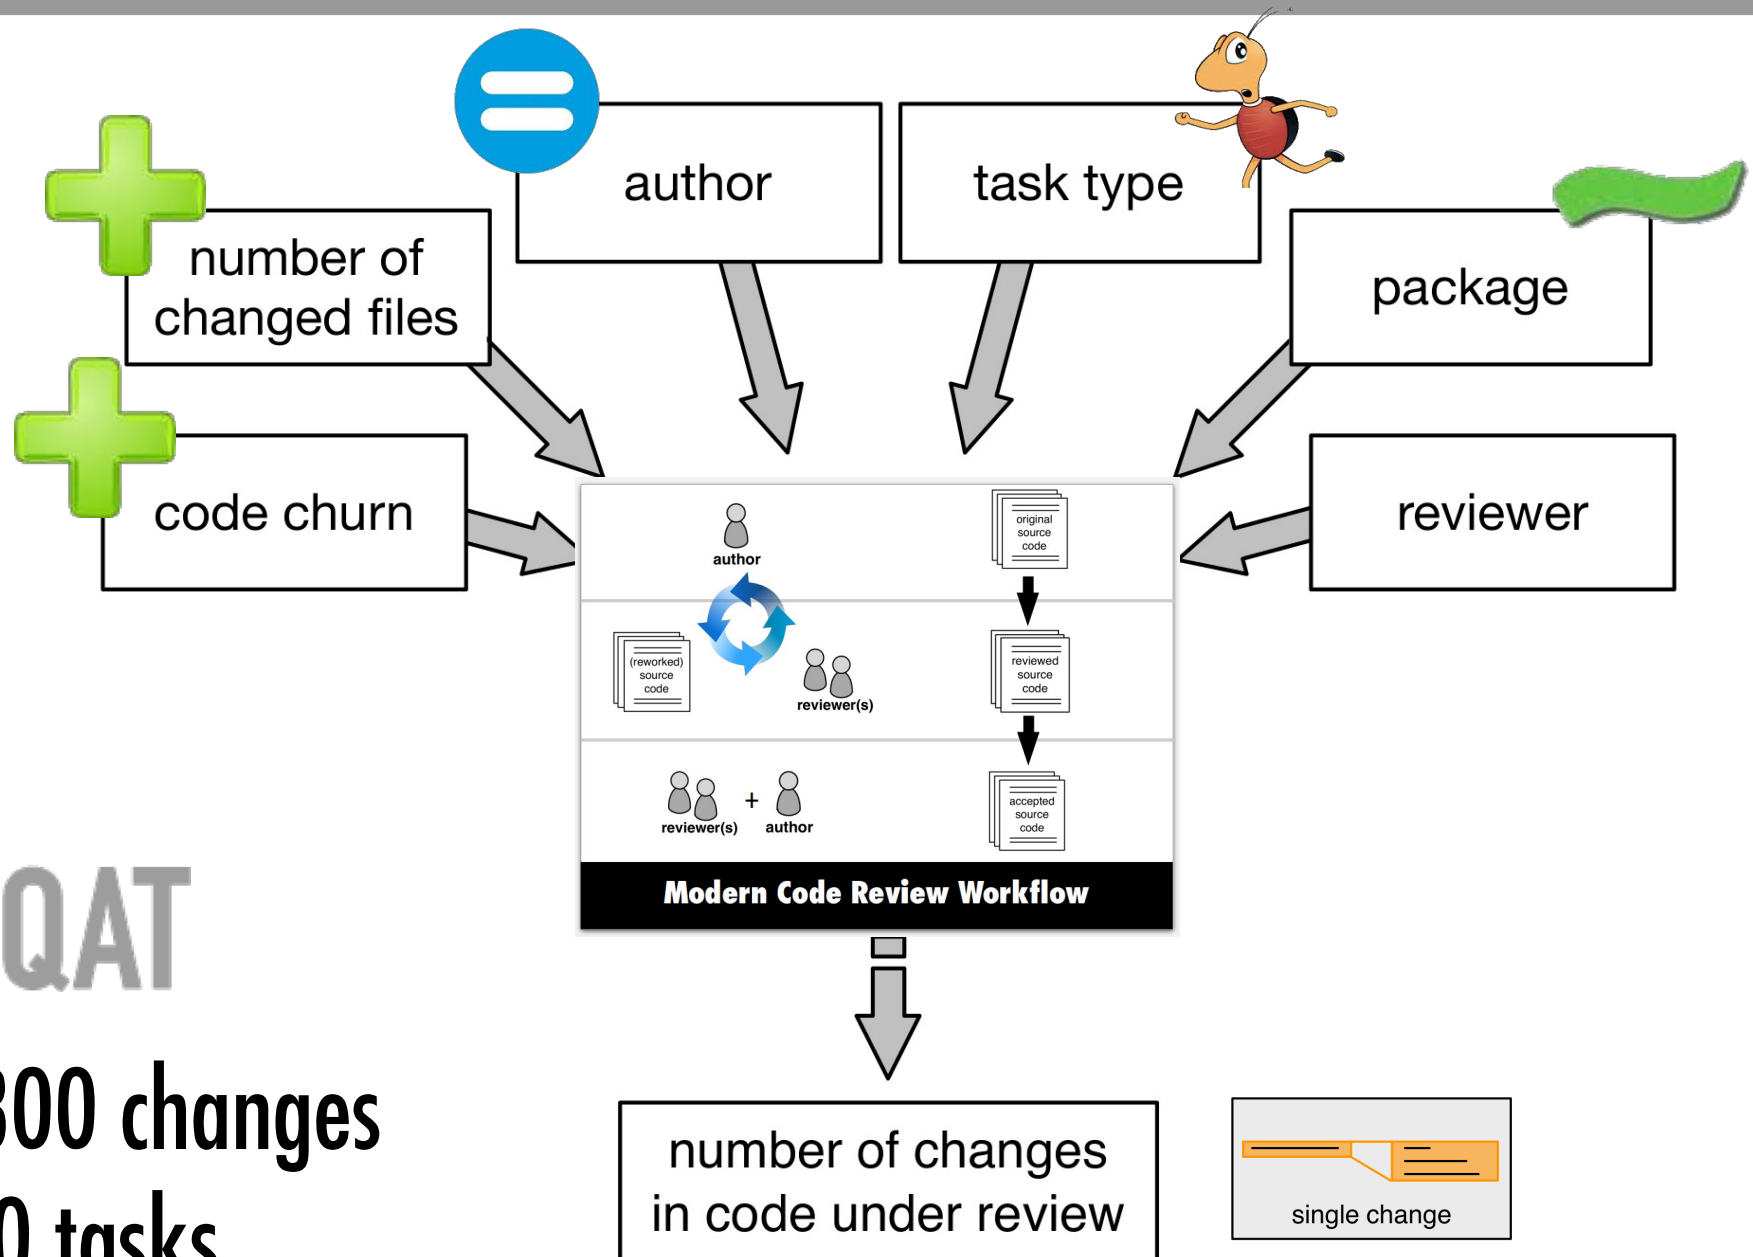 author
task type
number of
changed files
package
code churn
reviewer
author
original
source
code
(reworked)
source
code
reviewer(s)
reviewed
source
code
reviewer(s)
+
author
accepted
source
code
Modern Code Review Workflow
QAT
300 changes
0 tasks
number of changes
in code under review
single change